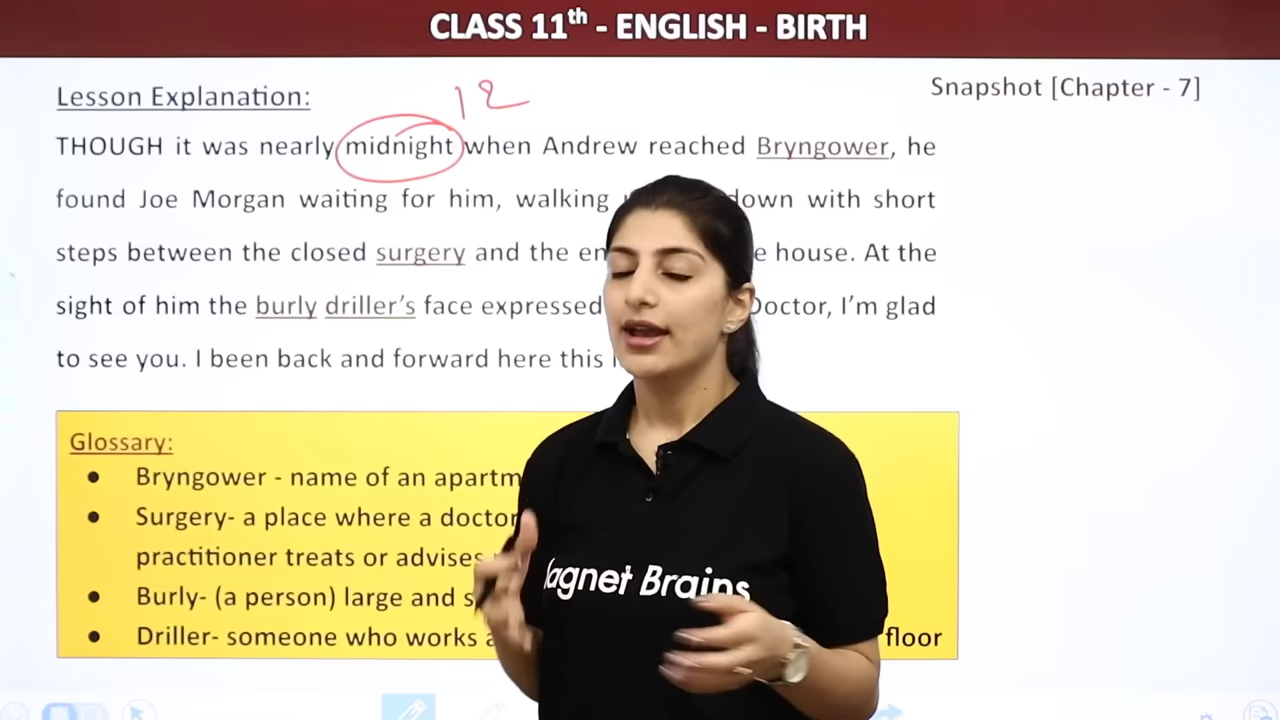 CLASS 11th - ENGLISH - BIRTH
Lesson Explanation:
12
Snapshot [Chapter - 7]
THOUGH it was nearly midnight when Andrew reached Bryngower, he
found Joe Morgan waiting for him, walking down with short
steps between the closed surgery and the house. At the
sight of him the burly driller's face expressed Doctor, I'm glad
to see you. I been back and forward here this
Glossary:
● Bryngower - name of an
● Surgery- a place where a doctor
practitioner treats or advises
● Burly- (a person) large and
● Driller- someone who works floor
Brains